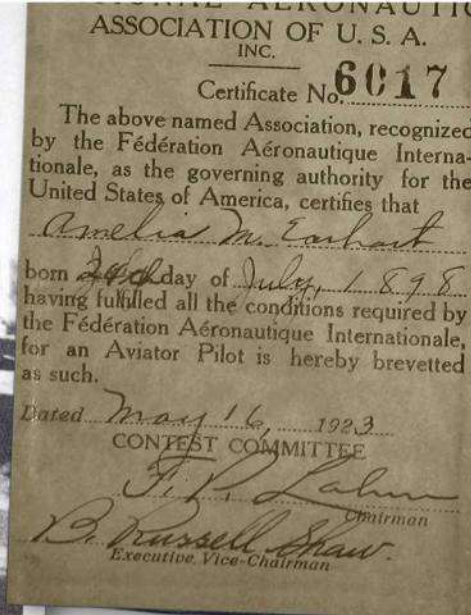 AERONAUTI
ASSOCIATION OF U. S. A.
INC.
Certificate No. 6017
The above named Association, recognized
by the Fédération Aéronautique Interna-
tionale, as the governing authority for the
United States of America, certifies that
Amelia M. Earhart
born 24th day of July, 1898
having fulfilled all the conditions required by
the Fédération Aéronautique Internationale,
for an Aviator Pilot is hereby brevetted
as such.
Dated May 16, 1923
CONTEST COMMITTEE
F. P. Lahm
Chairman
B. Russell Shaw.
Executive Vice-Chairman